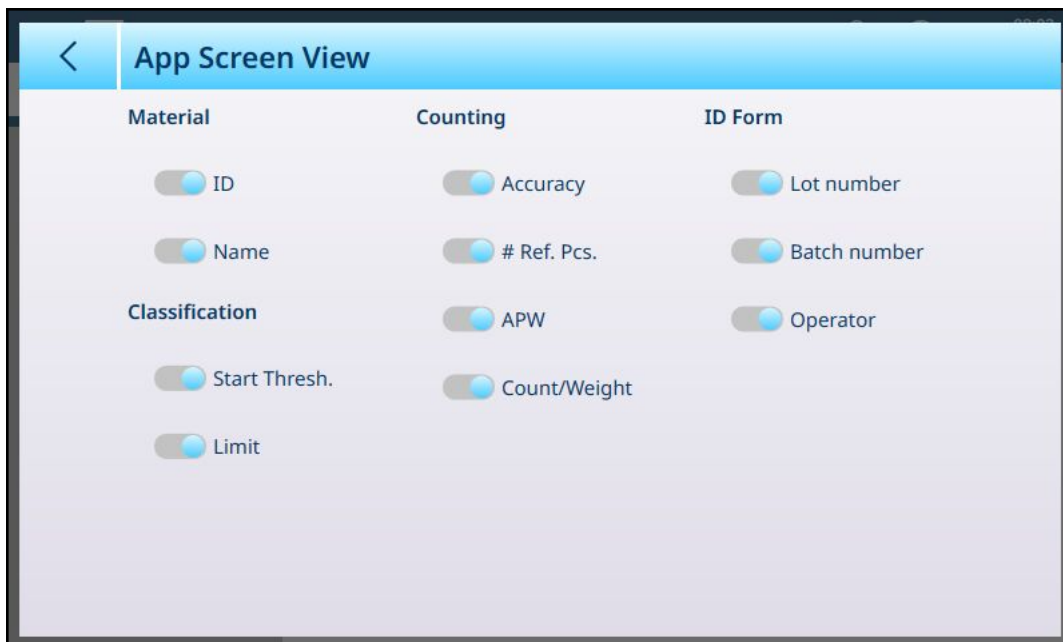 App Screen View
Material
ID
Name
Classification
Start Thresh.
Limit
Counting
Accuracy
# Ref. Pcs.
APW
Count/Weight
ID Form
Lot number
Batch number
Operator